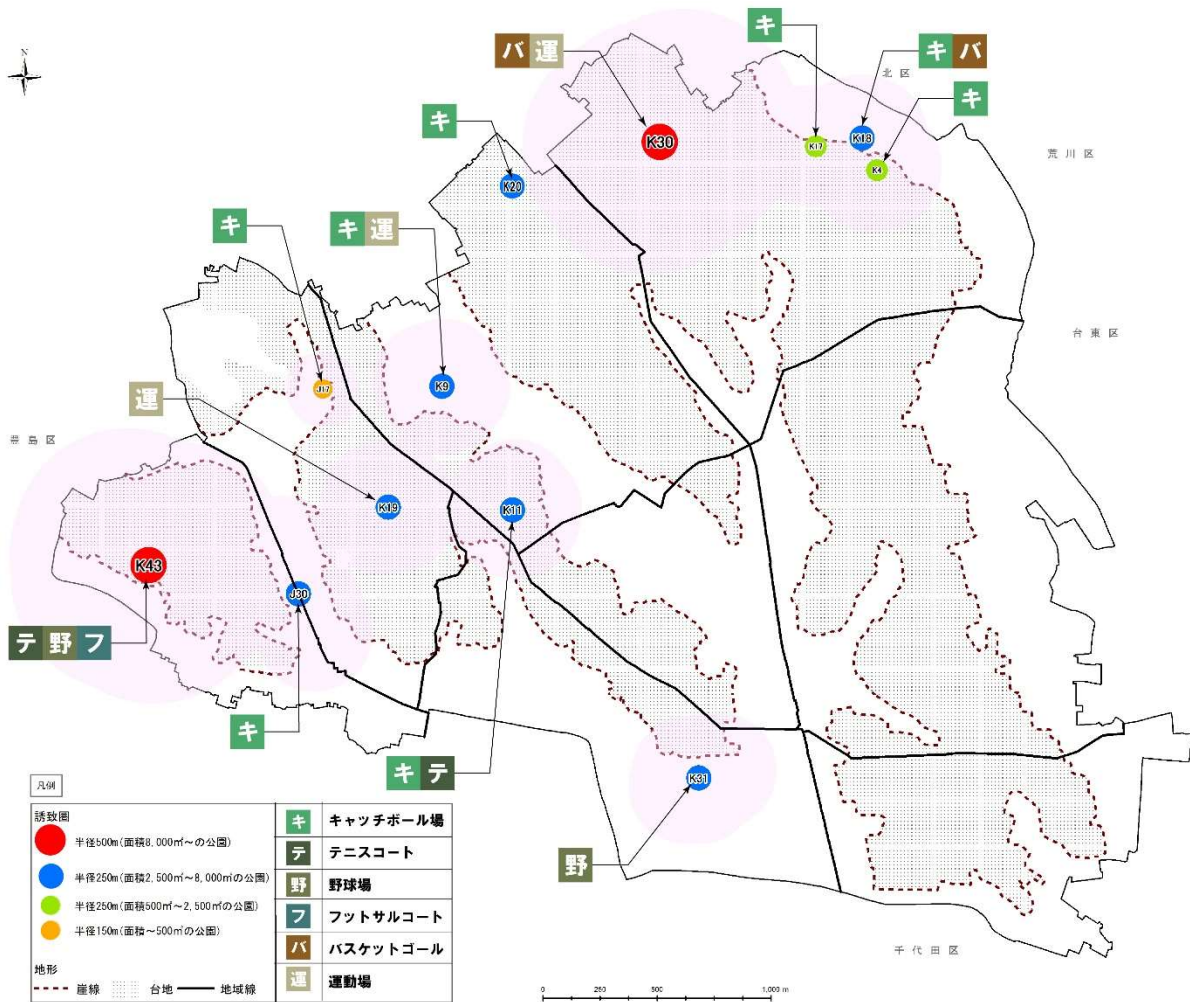 N
キ
バ 運
キ バ
北区
キ
キ
荒川区
K30
K17
K18
K4
K20
キ
キ 運
台東区
J17
K9
運
豊島区
K19
K11
K43
J30
テ 野 フ
キ
キ テ
K31
野
千代田区
凡例
誘致圏
半径500m(面積8,000㎡~の公園)
半径250m(面積2,500㎡~8,000㎡の公園)
半径250m(面積500㎡~2,500㎡の公園)
半径150m(面積~500㎡の公園)
地形
崖線 台地 地域線
キ キャッチボール場
テ テニスコート
野 野球場
フ フットサルコート
バ バスケットゴール
運 運動場
0 250 500 1,000 m